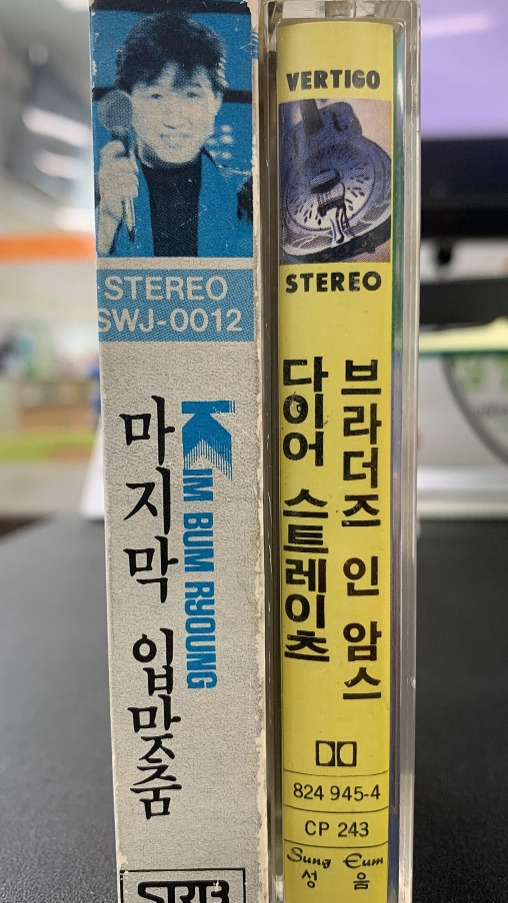 STEREO
SWJ-0012
KIM BUM RYOUNG
마지막 입맞춤
VERTIGO
STEREO
브라더즈 인 암스
다이어 스트레이츠
824 945-4
CP 243
Sung Eum
성 음